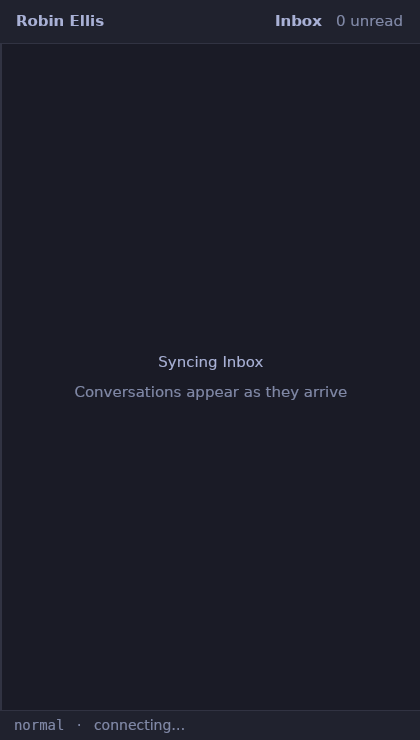 Robin Ellis Inbox 0 unread
Syncing Inbox
Conversations appear as they arrive
normal · connecting…